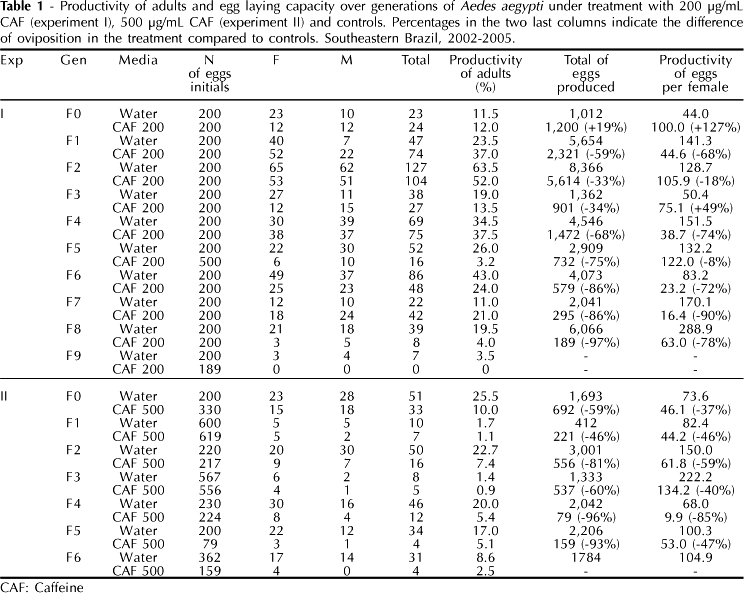 Table 1 - Productivity of adults and egg laying capacity over generations of Aedes aegypti under treatment with 200 µg/mL
CAF (experiment I), 500 µg/mL CAF (experiment II) and controls. Percentages in the two last columns indicate the difference
of oviposition in the treatment compared to controls. Southeastern Brazil, 2002-2005.
Exp Gen Media N F M Total Productivity Total of Productivity
of eggs of adults eggs of eggs
initials (%) produced per female
I F0 Water 200 23 10 23 11.5 1,012 44.0
CAF 200 200 12 12 24 12.0 1,200 (+19%) 100.0 (+127%)
F1 Water 200 40 7 47 23.5 5,654 141.3
CAF 200 200 52 22 74 37.0 2,321 (-59%) 44.6 (-68%)
F2 Water 200 65 62 127 63.5 8,366 128.7
CAF 200 200 53 51 104 52.0 5,614 (-33%) 105.9 (-18%)
F3 Water 200 27 11 38 19.0 1,362 50.4
CAF 200 200 12 15 27 13.5 901 (-34%) 75.1 (+49%)
F4 Water 200 30 39 69 34.5 4,546 151.5
CAF 200 200 38 37 75 37.5 1,472 (-68%) 38.7 (-74%)
F5 Water 200 22 30 52 26.0 2,909 132.2
CAF 200 500 6 10 16 3.2 732 (-75%) 122.0 (-8%)
F6 Water 200 49 37 86 43.0 4,073 83.2
CAF 200 200 25 23 48 24.0 579 (-86%) 23.2 (-72%)
F7 Water 200 12 10 22 11.0 2,041 170.1
CAF 200 200 18 24 42 21.0 295 (-86%) 16.4 (-90%)
F8 Water 200 21 18 39 19.5 6,066 288.9
CAF 200 200 3 5 8 4.0 189 (-97%) 63.0 (-78%)
F9 Water 200 3 4 7 3.5 - -
CAF 200 189 0 0 0 0 - -
II F0 Water 200 23 28 51 25.5 1,693 73.6
CAF 500 330 15 18 33 10.0 692 (-59%) 46.1 (-37%)
F1 Water 600 5 5 10 1.7 412 82.4
CAF 500 619 5 2 7 1.1 221 (-46%) 44.2 (-46%)
F2 Water 220 20 30 50 22.7 3,001 150.0
CAF 500 217 9 7 16 7.4 556 (-81%) 61.8 (-59%)
F3 Water 567 6 2 8 1.4 1,333 222.2
CAF 500 556 4 1 5 0.9 537 (-60%) 134.2 (-40%)
F4 Water 230 30 16 46 20.0 2,042 68.0
CAF 500 224 8 4 12 5.4 79 (-96%) 9.9 (-85%)
F5 Water 200 22 12 34 17.0 2,206 100.3
CAF 500 79 3 1 4 5.1 159 (-93%) 53.0 (-47%)
F6 Water 362 17 14 31 8.6 1784 104.9
CAF 500 159 4 0 4 2.5 - -
CAF: Caffeine